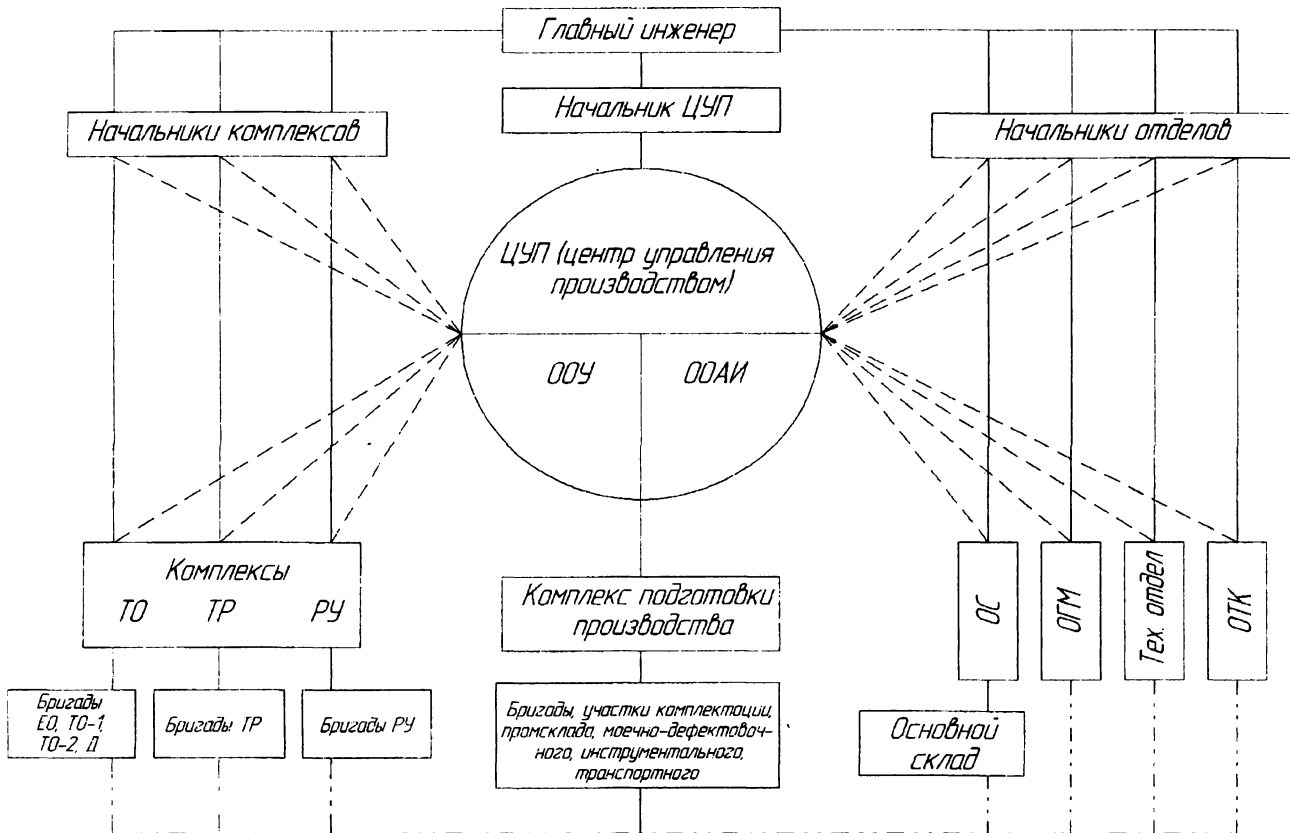 Главный инженер
Начальник ЦУП
Начальники комплексов
Начальники отделов
ЦУП (центр управления
производством)
ООУ
ООАИ
Комплексы
ТО ТР РУ
Комплекс подготовки
производства
ОС
ОГМ
Тех. отдел
ОТК
Бригады
ЕО, ТО-1,
ТО-2, Д
Бригады ТР
Бригады РУ
Бригады, участки комплектации,
промсклада, моечно-дефектовоч-
ного, инструментального,
транспортного
Основной
склад